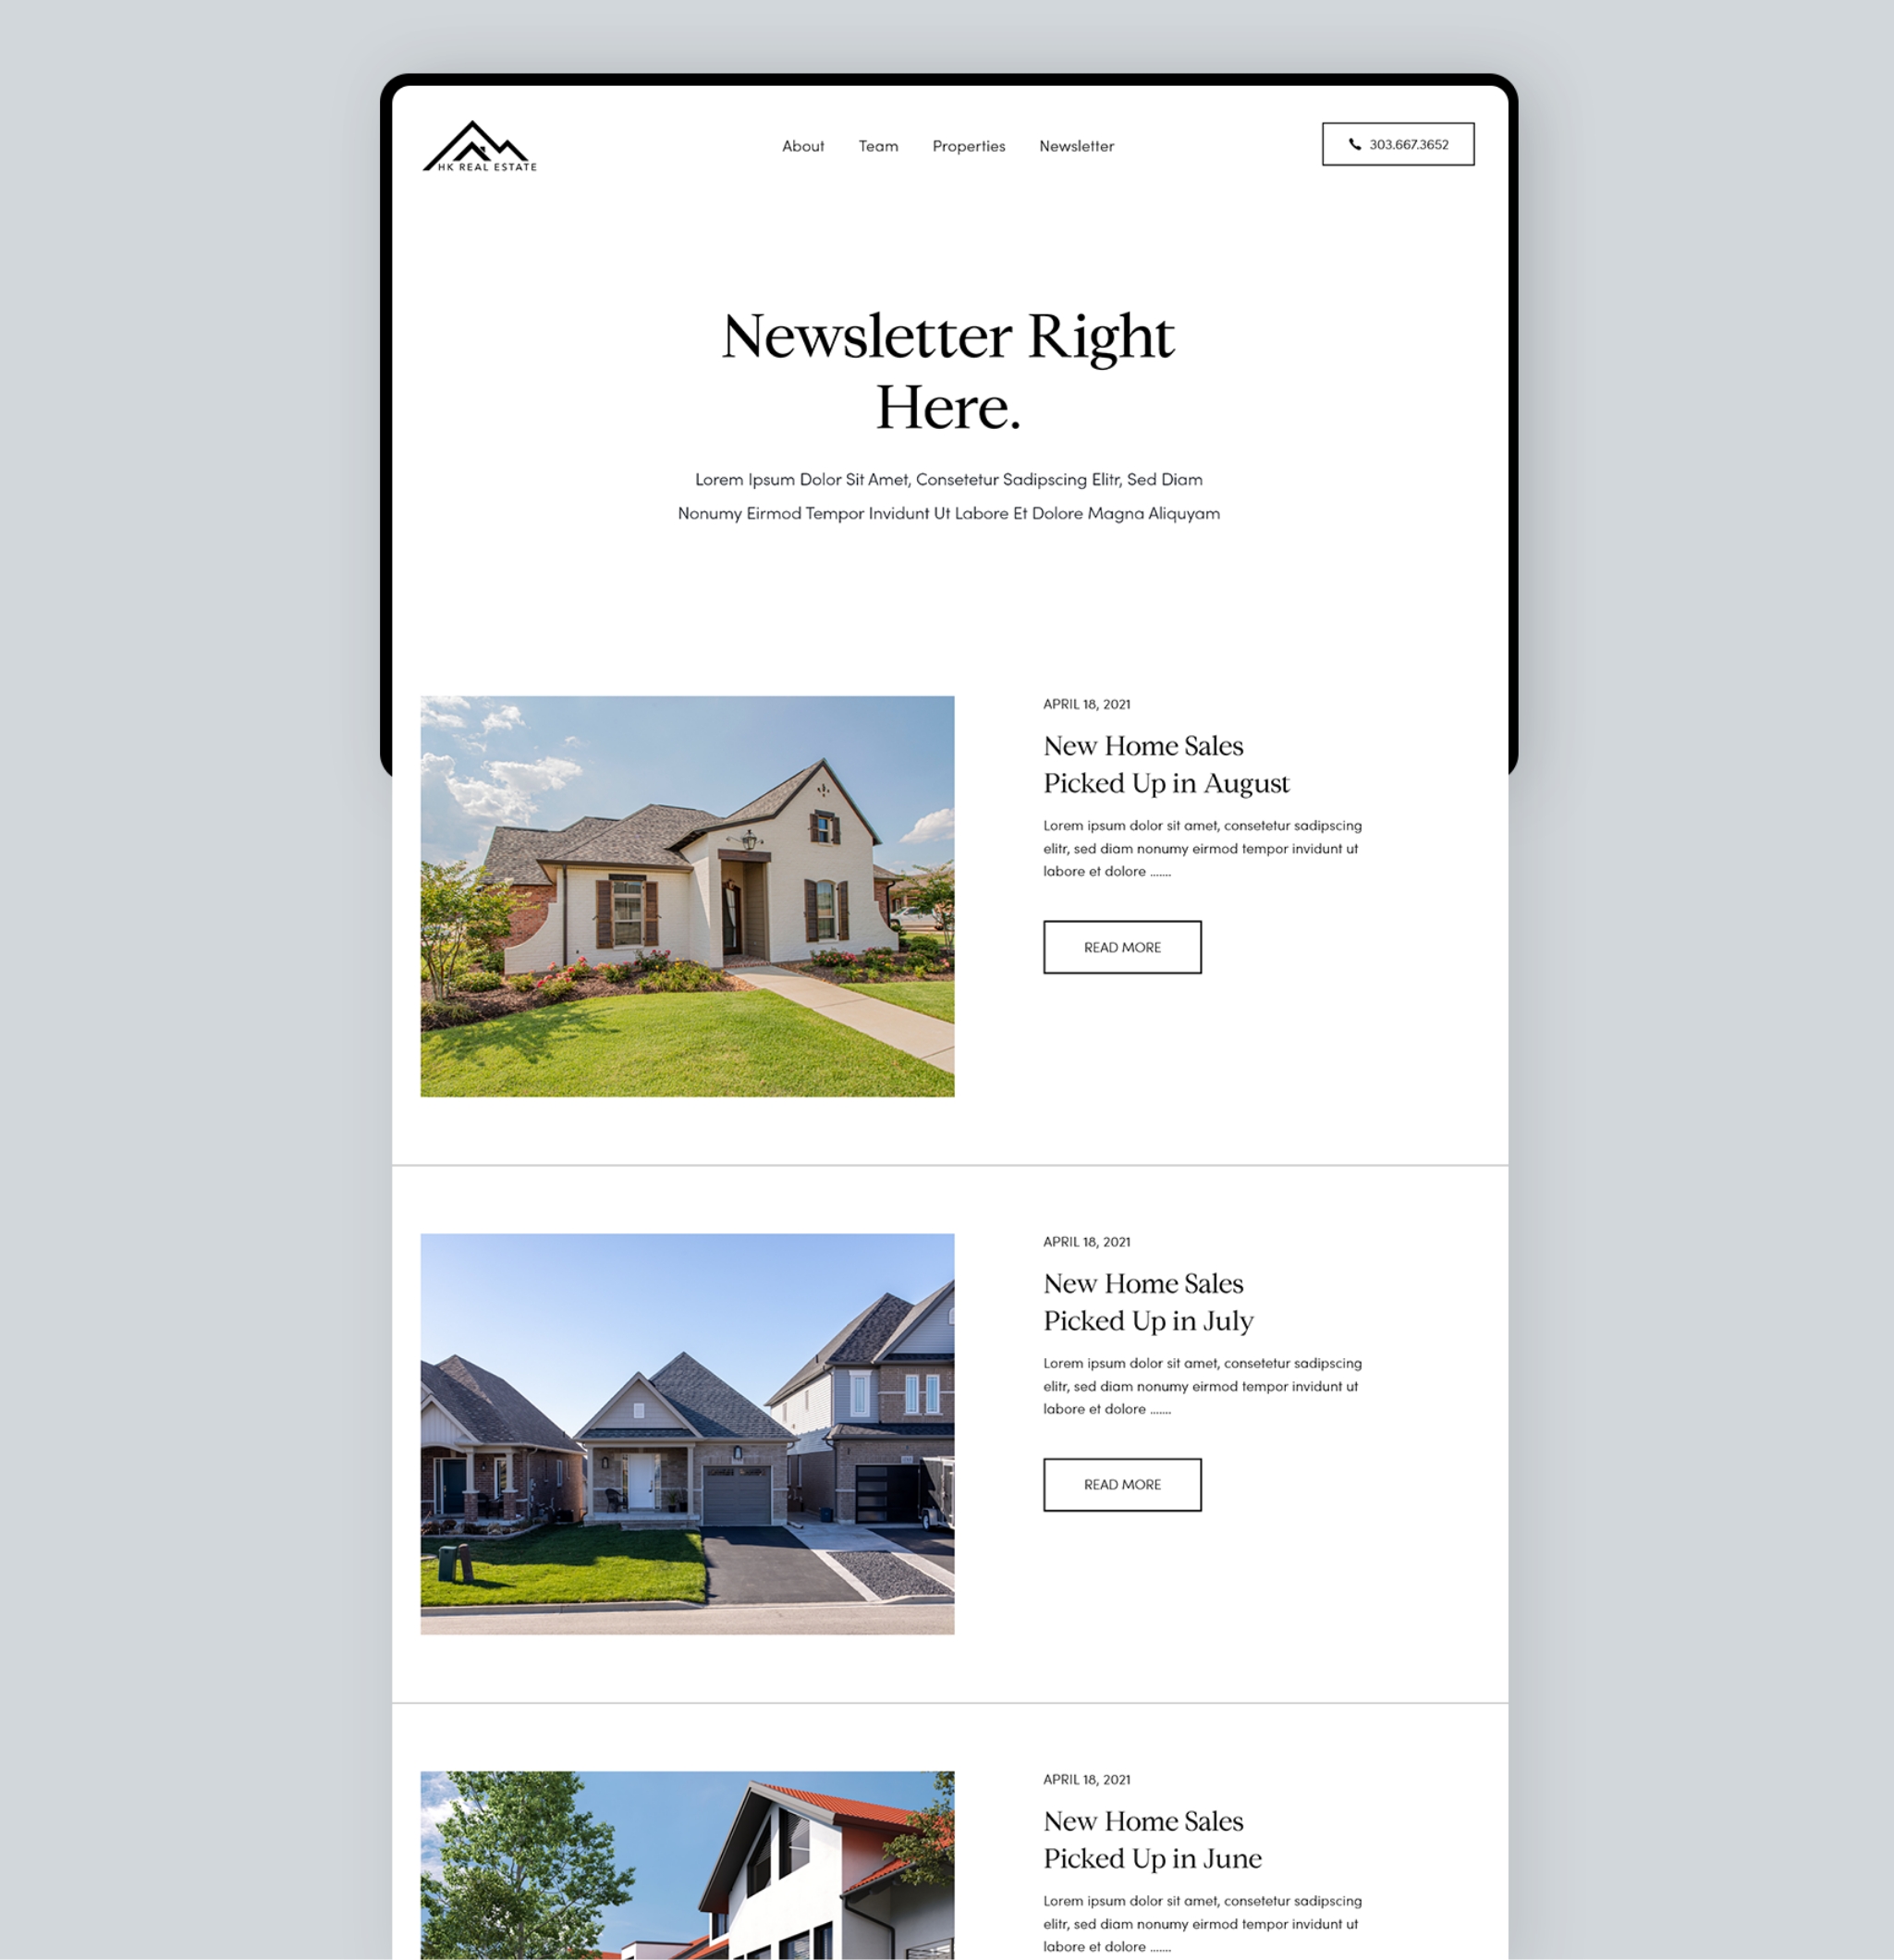 HK REAL ESTATE
About Team Properties Newsletter
303.667.3652
Newsletter Right
Here.
Lorem Ipsum Dolor Sit Amet, Consetetur Sadipscing Elitr, Sed Diam
Nonumy Eirmod Tempor Invidunt Ut Labore Et Dolore Magna Aliquyam
APRIL 18, 2021
New Home Sales
Picked Up in August
Lorem ipsum dolor sit amet, consetetur sadipscing
elitr, sed diam nonumy eirmod tempor invidunt ut
labore et dolore .......
READ MORE
APRIL 18, 2021
New Home Sales
Picked Up in July
Lorem ipsum dolor sit amet, consetetur sadipscing
elitr, sed diam nonumy eirmod tempor invidunt ut
labore et dolore .......
READ MORE
APRIL 18, 2021
New Home Sales
Picked Up in June
Lorem ipsum dolor sit amet, consetetur sadipscing
elitr, sed diam nonumy eirmod tempor invidunt ut
labore et dolore .......